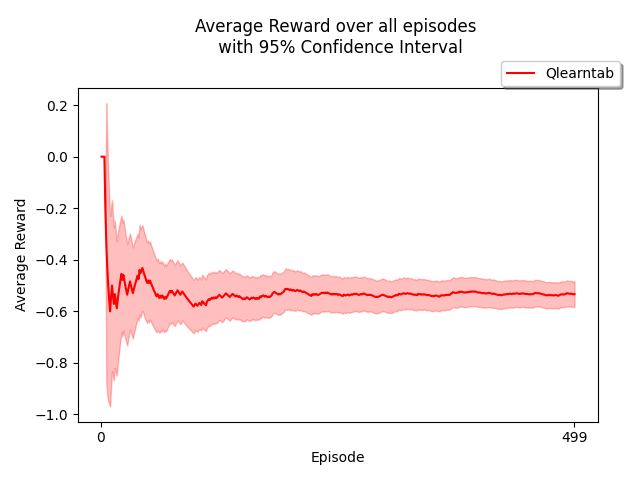 Average Reward over all episodes
with 95% Confidence Interval
Qlearntab
0.2
0.0
−0.2
−0.4
−0.6
−0.8
−1.0
Average Reward
0
499
Episode